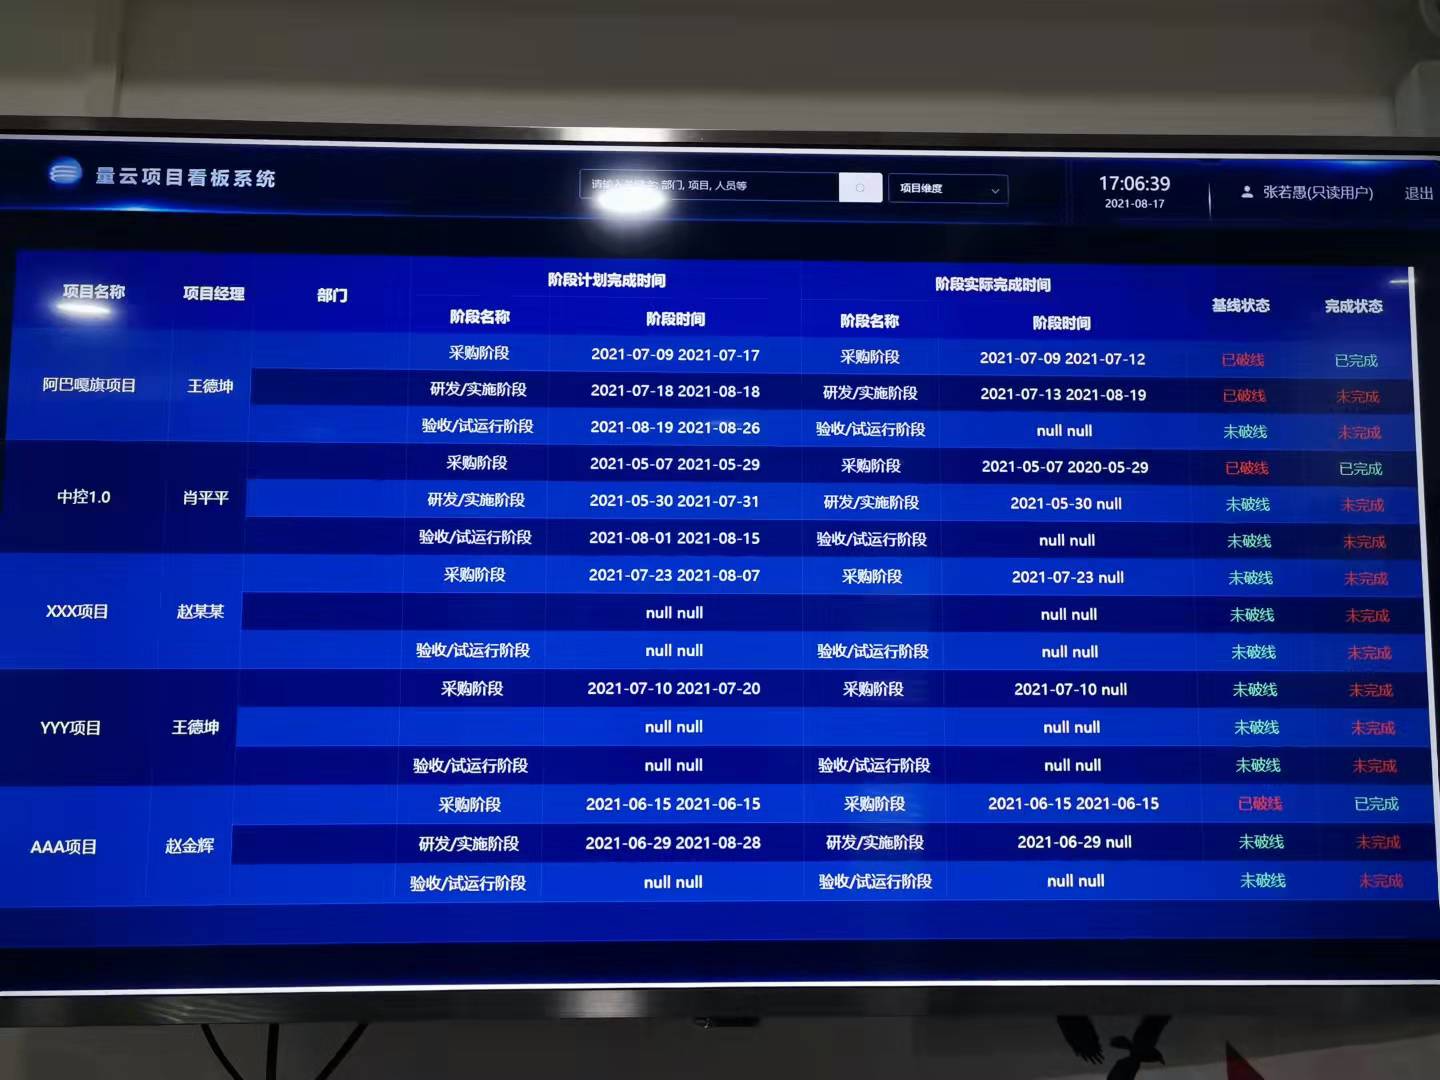 量云项目看板系统
部门, 项目, 人员等
项目维度
17:06:39
2021-08-17
张若愚(只读用户)
退出
项目名称 项目经理 部门 阶段计划完成时间 阶段实际完成时间 基线状态 完成状态
阶段名称 阶段时间 阶段名称 阶段时间
采购阶段 2021-07-09 2021-07-17 采购阶段 2021-07-09 2021-07-12 已破线 已完成
阿巴嘎旗项目 王德坤 研发/实施阶段 2021-07-18 2021-08-18 研发/实施阶段 2021-07-13 2021-08-19 已破线 未完成
验收/试运行阶段 2021-08-19 2021-08-26 验收/试运行阶段 null null 未破线 未完成
采购阶段 2021-05-07 2021-05-29 采购阶段 2021-05-07 2020-05-29 已破线 已完成
中控1.0 肖平平 研发/实施阶段 2021-05-30 2021-07-31 研发/实施阶段 2021-05-30 null 未破线 未完成
验收/试运行阶段 2021-08-01 2021-08-15 验收/试运行阶段 null null 未破线 未完成
采购阶段 2021-07-23 2021-08-07 采购阶段 2021-07-23 null 未破线 未完成
XXX项目 赵某某 null null null null 未破线 未完成
验收/试运行阶段 null null 验收/试运行阶段 null null 未破线 未完成
采购阶段 2021-07-10 2021-07-20 采购阶段 2021-07-10 null 未破线 未完成
YYY项目 王德坤 null null null null 未破线 未完成
验收/试运行阶段 null null 验收/试运行阶段 null null 未破线 未完成
采购阶段 2021-06-15 2021-06-15 采购阶段 2021-06-15 2021-06-15 已破线 已完成
AAA项目 赵金辉 研发/实施阶段 2021-06-29 2021-08-28 研发/实施阶段 2021-06-29 null 未破线 未完成
验收/试运行阶段 null null 验收/试运行阶段 null null 未破线 未完成